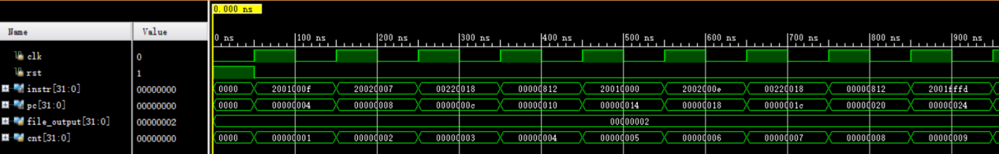 0.000 ns
Name Value 0 ns 100 ns 200 ns 300 ns 400 ns 500 ns 600 ns 700 ns 800 ns 900 ns
clk 0
rst 1
instr[31:0] 00000000 0000 2001000f 20020007 00220018 00000812 20010000 2002000e 00220018 00000812 2001fffd
pc[31:0] 00000000 0000 00000004 00000008 0000000c 00000010 00000014 00000018 0000001c 00000020 00000024
file_output[31:0] 00000002 00000002
cnt[31:0] 00000000 0000 00000001 00000002 00000003 00000004 00000005 00000006 00000007 00000008 00000009